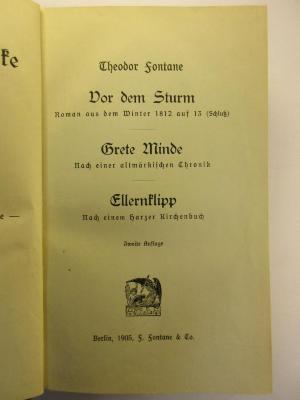 ke
e —
Theodor Fontane
Vor dem Sturm
Roman aus dem Winter 1812 auf 13 (Schluß)
Grete Minde
Nach einer altmärkischen Chronik
Ellernklipp
Nach einem Harzer Kirchenbuch
Zweite Auflage
Berlin, 1905, F. Fontane & Co.